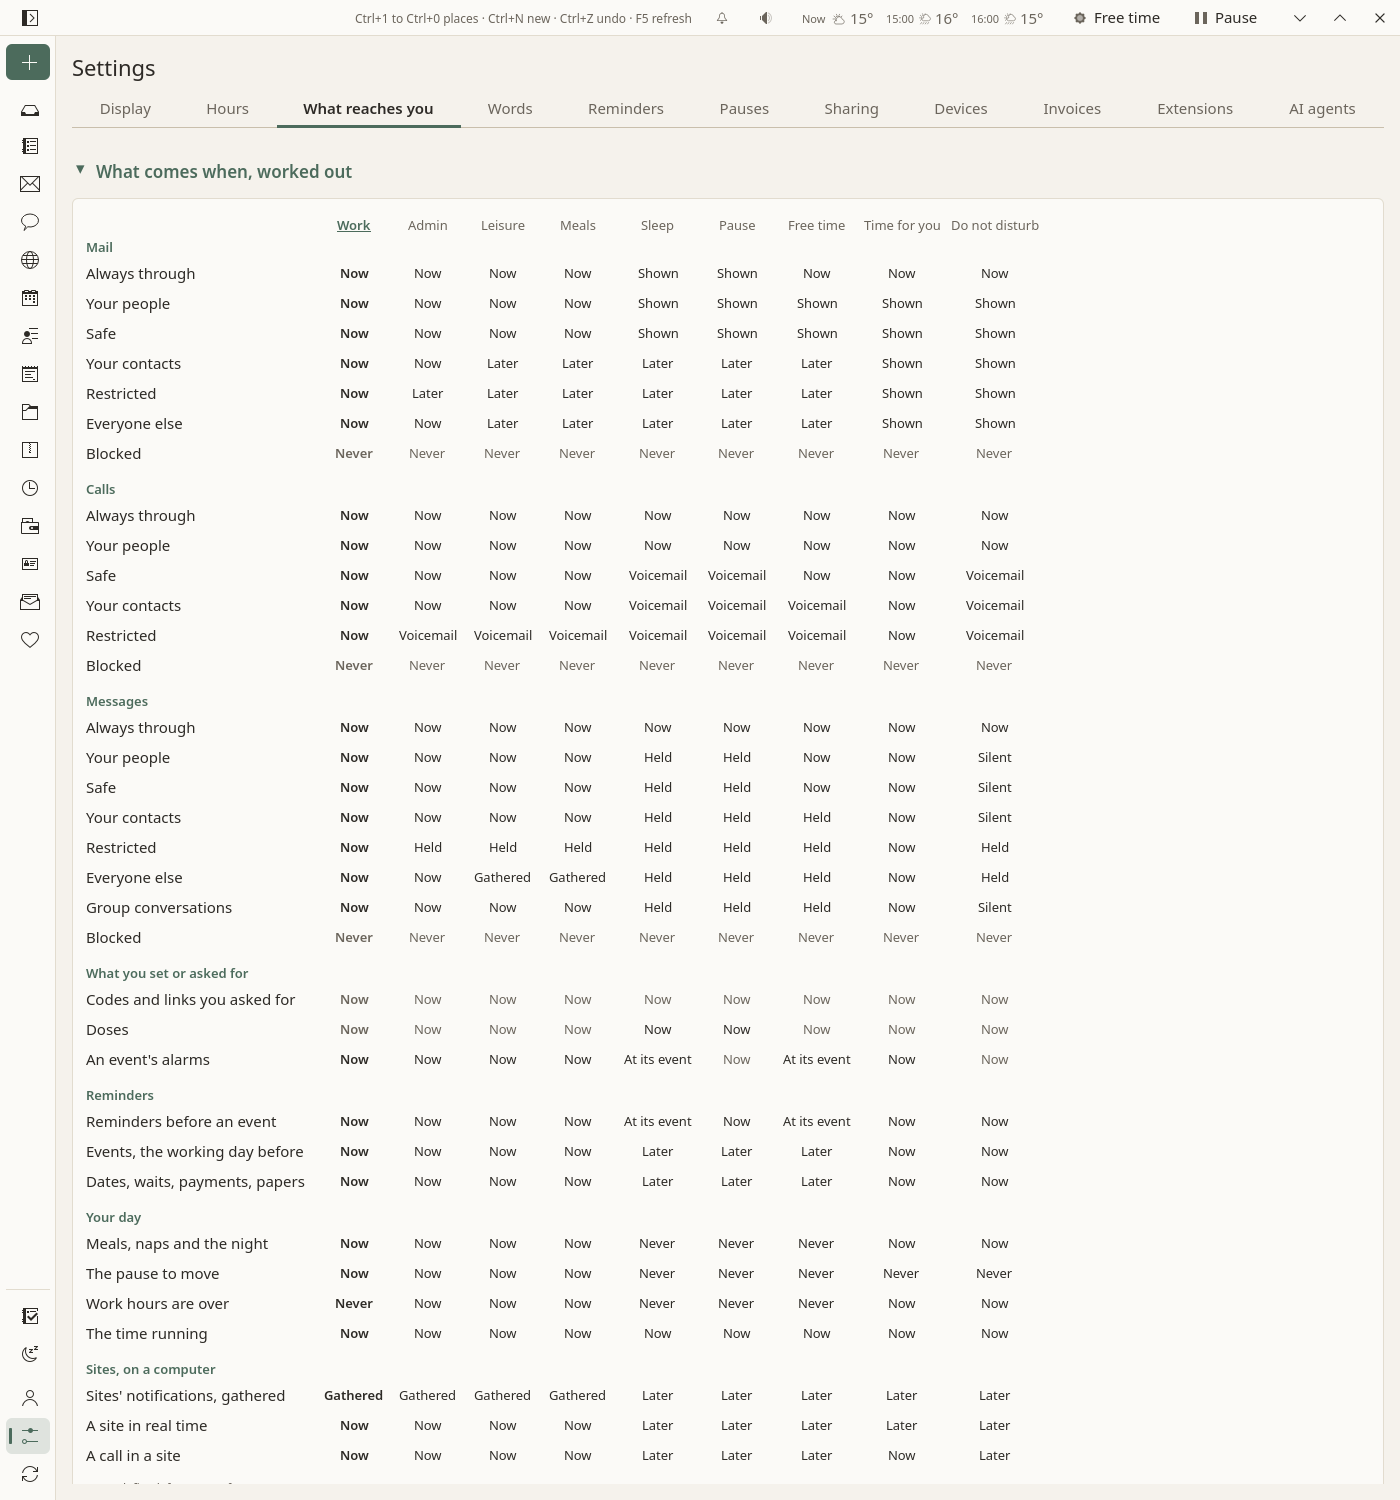 Ctrl+1 to Ctrl+0 places · Ctrl+N new · Ctrl+Z undo · F5 refresh Now 15° 15:00 16° 16:00 15° Free time Pause
Settings
Display Hours What reaches you Words Reminders Pauses Sharing Devices Invoices Extensions AI agents
What comes when, worked out
Work Admin Leisure Meals Sleep Pause Free time Time for you Do not disturb
Mail
Always through Now Now Now Now Shown Shown Now Now Now
Your people Now Now Now Now Shown Shown Shown Shown Shown
Safe Now Now Now Now Shown Shown Shown Shown Shown
Your contacts Now Now Later Later Later Later Later Shown Shown
Restricted Now Later Later Later Later Later Later Shown Shown
Everyone else Now Now Later Later Later Later Later Shown Shown
Blocked Never Never Never Never Never Never Never Never Never
Calls
Always through Now Now Now Now Now Now Now Now Now
Your people Now Now Now Now Now Now Now Now Now
Safe Now Now Now Now Voicemail Voicemail Now Now Voicemail
Your contacts Now Now Now Now Voicemail Voicemail Voicemail Now Voicemail
Restricted Now Voicemail Voicemail Voicemail Voicemail Voicemail Voicemail Now Voicemail
Blocked Never Never Never Never Never Never Never Never Never
Messages
Always through Now Now Now Now Now Now Now Now Now
Your people Now Now Now Now Held Held Now Now Silent
Safe Now Now Now Now Held Held Now Now Silent
Your contacts Now Now Now Now Held Held Held Now Silent
Restricted Now Held Held Held Held Held Held Now Held
Everyone else Now Now Gathered Gathered Held Held Held Now Held
Group conversations Now Now Now Now Held Held Held Now Silent
Blocked Never Never Never Never Never Never Never Never Never
What you set or asked for
Codes and links you asked for Now Now Now Now Now Now Now Now Now
Doses Now Now Now Now Now Now Now Now Now
An event's alarms Now Now Now Now At its event Now At its event Now Now
Reminders
Reminders before an event Now Now Now Now At its event Now At its event Now Now
Events, the working day before Now Now Now Now Later Later Later Now Now
Dates, waits, payments, papers Now Now Now Now Later Later Later Now Now
Your day
Meals, naps and the night Now Now Now Now Never Never Never Now Now
The pause to move Now Now Now Now Never Never Never Never Never
Work hours are over Never Now Now Now Never Never Never Now Now
The time running Now Now Now Now Now Now Now Now Now
Sites, on a computer
Sites' notifications, gathered Gathered Gathered Gathered Gathered Later Later Later Later Later
A site in real time Now Now Now Now Later Later Later Later Later
A call in a site Now Now Now Now Later Later Later Now Later